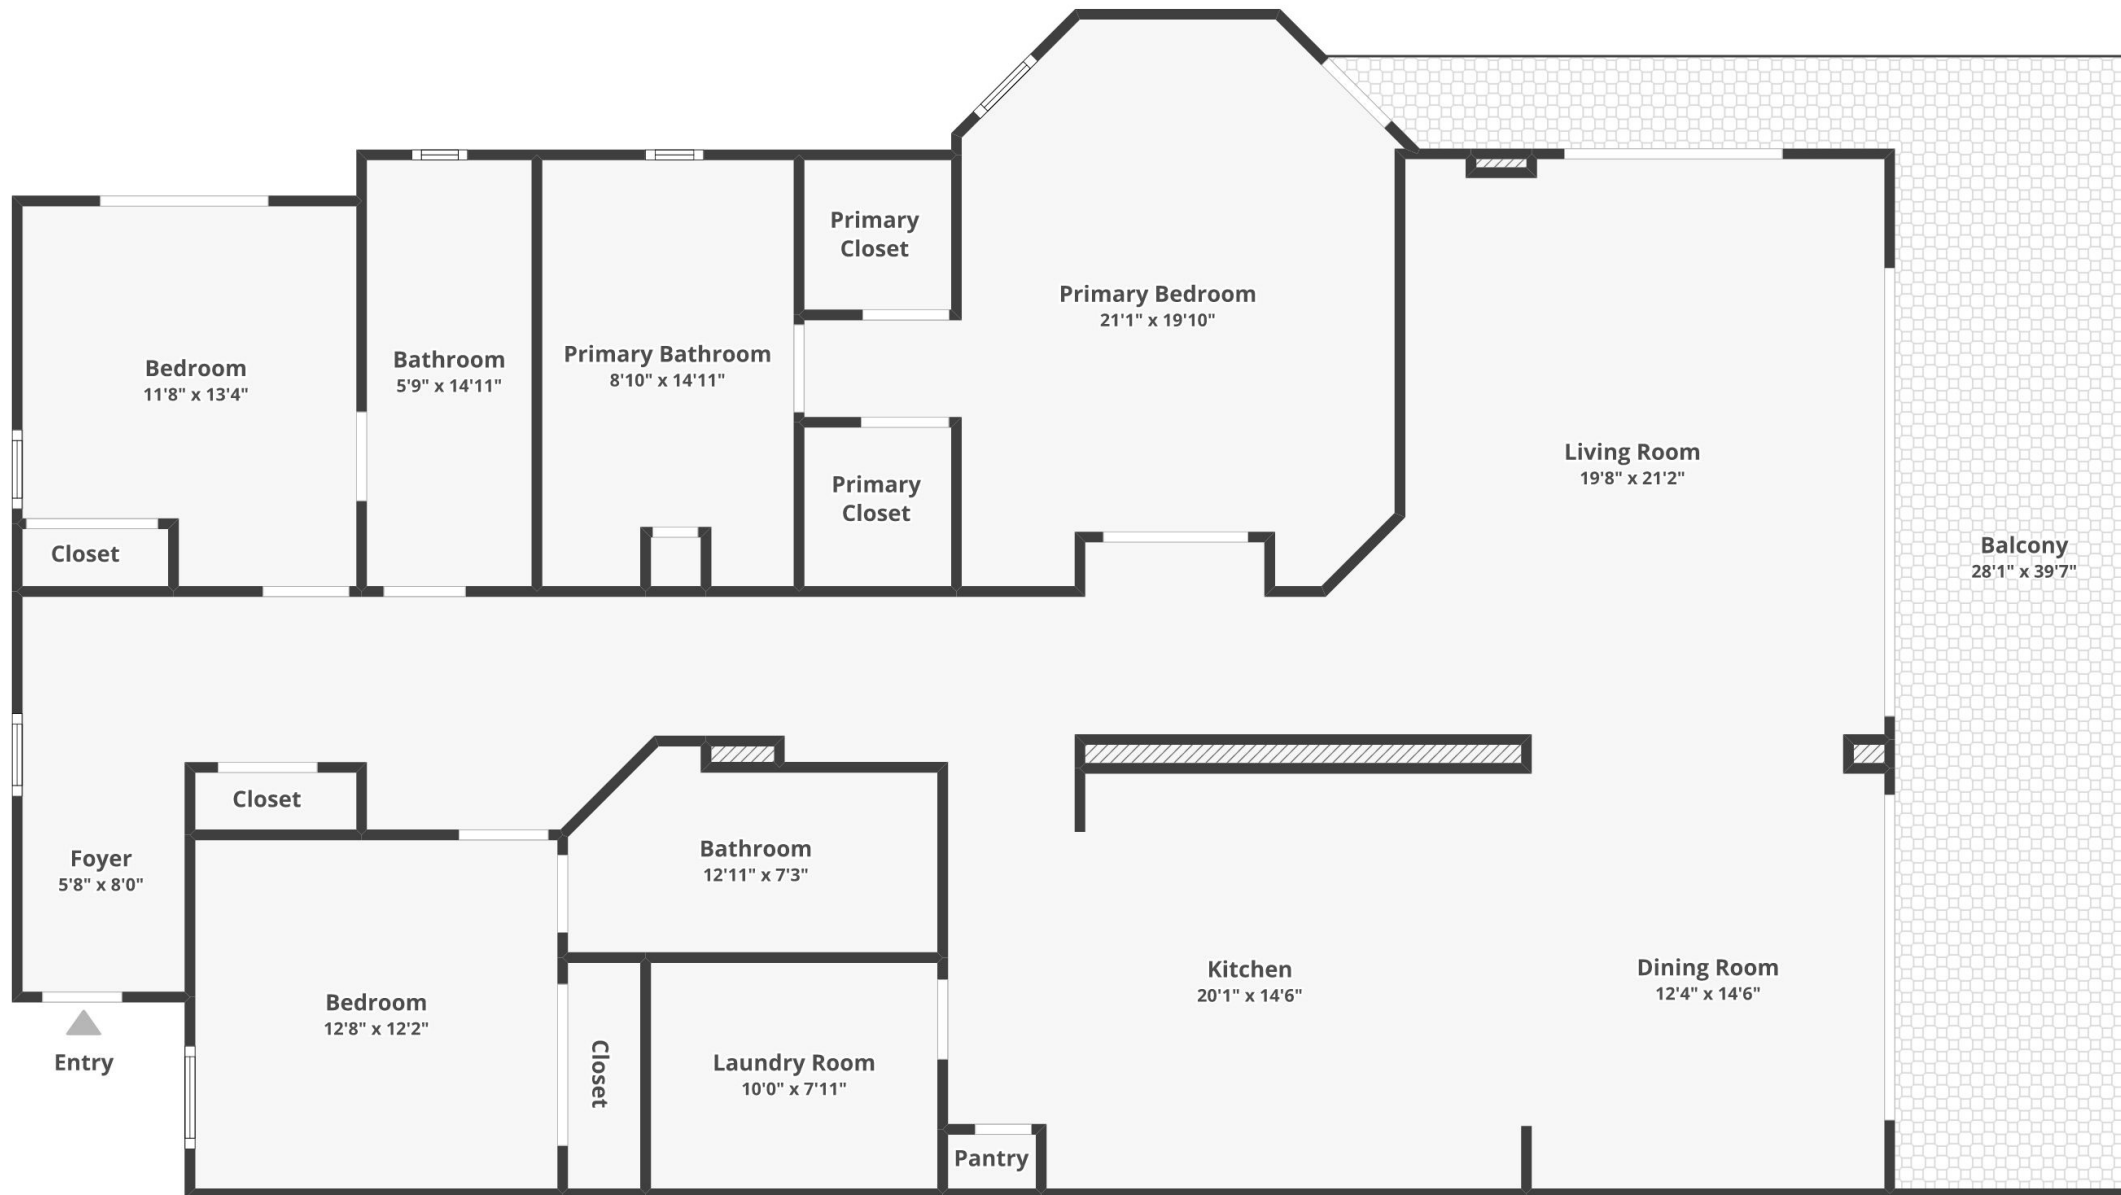 Primary
Closet
Primary Bedroom
21'1" x 19'10"
Bedroom
11'8" x 13'4"
Bathroom
5'9" x 14'11"
Primary Bathroom
8'10" x 14'11"
Living Room
19'8" x 21'2"
Primary
Closet
Closet
Balcony
28'1" x 39'7"
Closet
Foyer
5'8" x 8'0"
Bathroom
12'11" x 7'3"
Kitchen
20'1" x 14'6"
Dining Room
12'4" x 14'6"
Bedroom
12'8" x 12'2"
Closet
Laundry Room
10'0" x 7'11"
Entry
Pantry